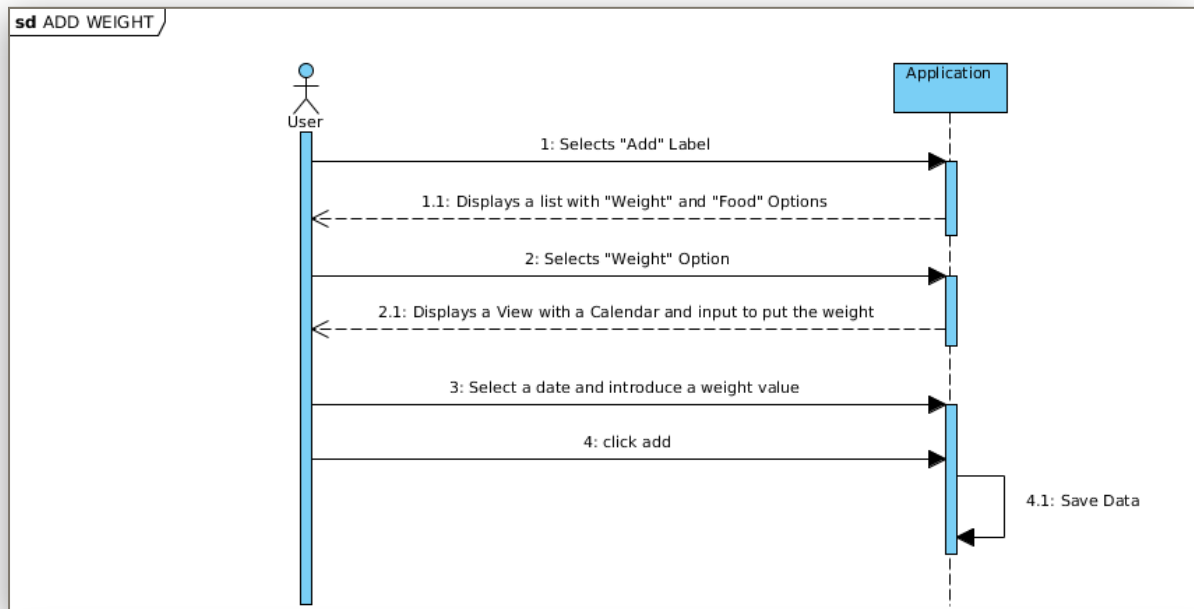 sd ADD WEIGHT
Application
User
1: Selects "Add" Label
1.1: Displays a list with "Weight" and "Food" Options
2: Selects "Weight" Option
2.1: Displays a View with a Calendar and input to put the weight
3: Select a date and introduce a weight value
4: click add
4.1: Save Data